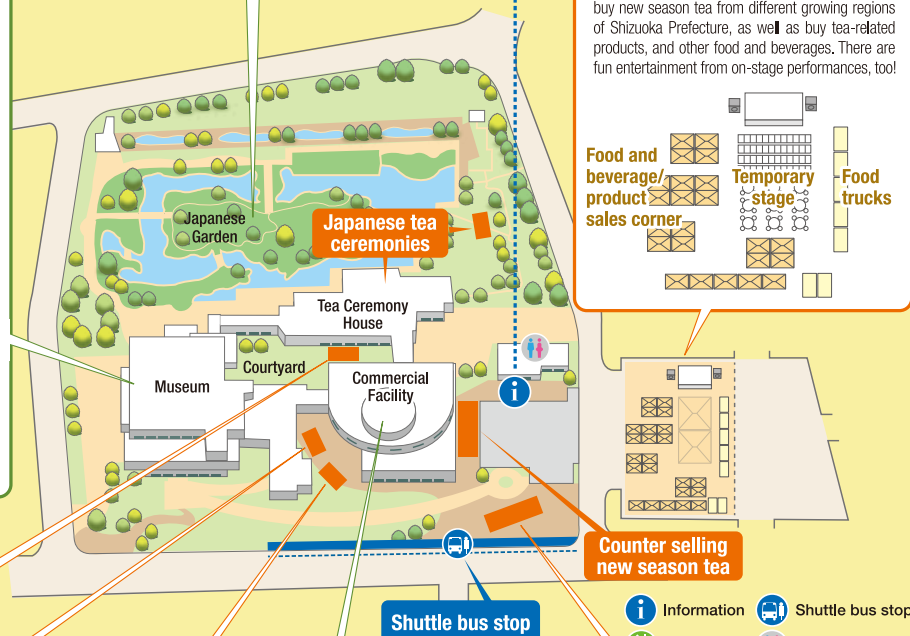 buy new season tea from different growing regions
of Shizuoka Prefecture, as well as buy tea-related
products, and other food and beverages. There are
fun entertainment from on-stage performances, too!
Food and
beverage/
product
sales corner
Temporary
stage
Food
trucks
Japanese
Garden
Japanese tea
ceremonies
Tea Ceremony
House
Museum
Courtyard
Commercial
Facility
i
Counter selling
new season tea
Shuttle bus stop
i Information
Shuttle bus stop